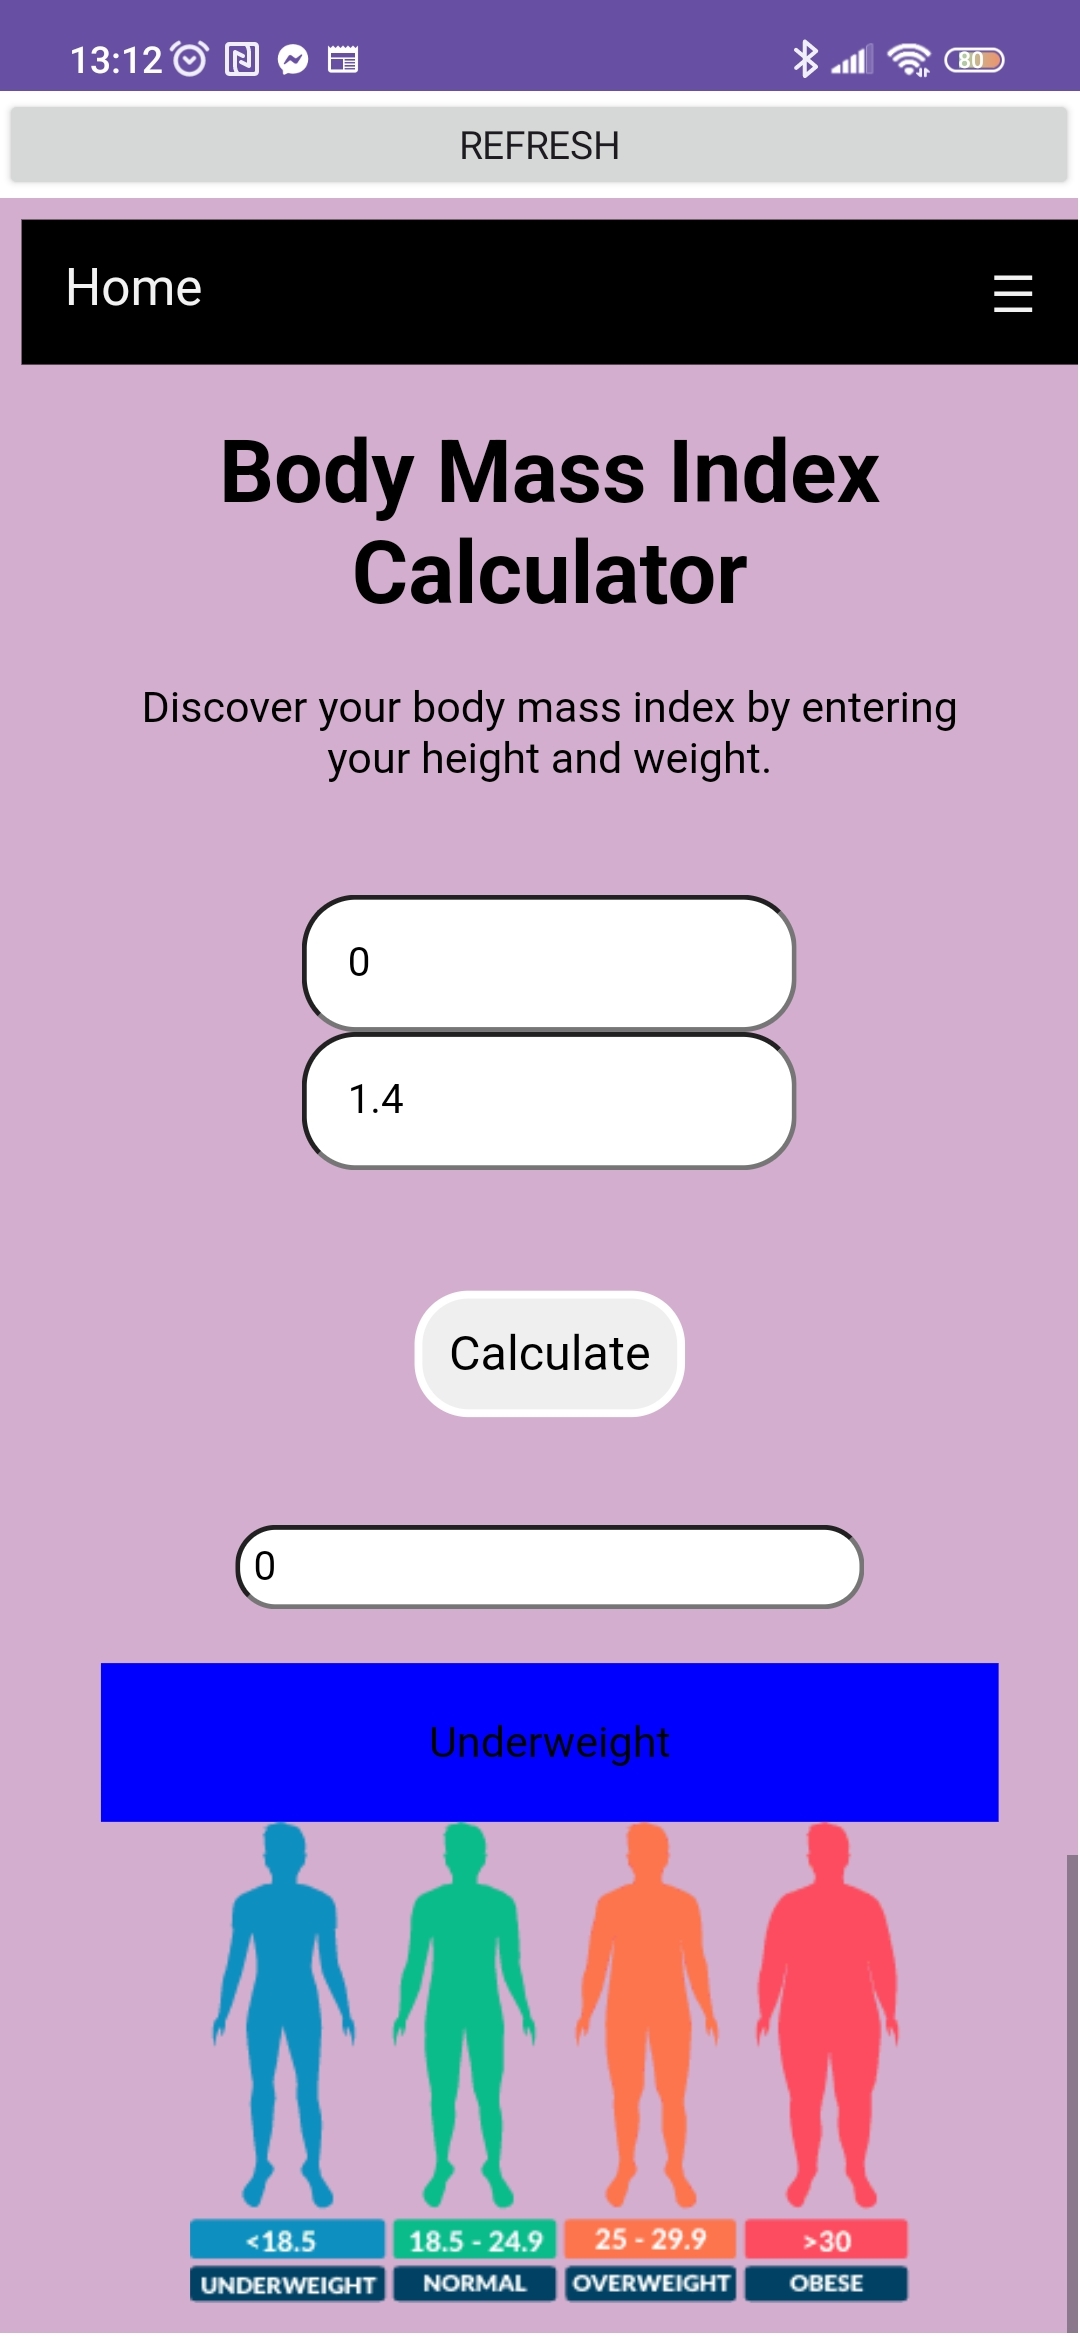 13:12
80
REFRESH
Home
Body Mass Index
Calculator
Discover your body mass index by entering
your height and weight.
0
1.4
Calculate
0
Underweight
<18.5 18.5 - 24.9 25 - 29.9 >30
UNDERWEIGHT NORMAL OVERWEIGHT OBESE